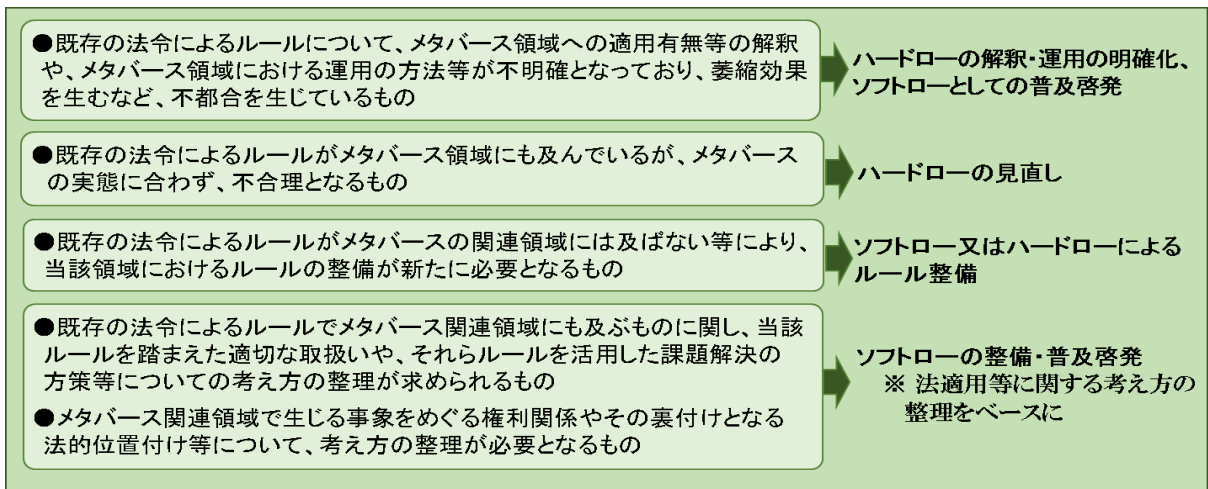 ●既存の法令によるルールについて、メタバース領域への適用有無等の解釈
や、メタバース領域における運用の方法等が不明確となっており、萎縮効果
を生むなど、不都合を生じているもの
ハードローの解釈・運用の明確化、
ソフトローとしての普及啓発
●既存の法令によるルールがメタバース領域にも及んでいるが、メタバース
の実態に合わず、不合理となるもの
ハードローの見直し
●既存の法令によるルールがメタバースの関連領域には及ばない等により、
当該領域におけるルールの整備が新たに必要となるもの
ソフトロー又はハードローによる
ルール整備
●既存の法令によるルールでメタバース関連領域にも及ぶものに関し、当該
ルールを踏まえた適切な取扱いや、それらルールを活用した課題解決の
方策等についての考え方の整理が求められるもの
●メタバース関連領域で生じる事象をめぐる権利関係やその裏付けとなる
法的位置付け等について、考え方の整理が必要となるもの
ソフトローの整備・普及啓発
※ 法適用等に関する考え方の
整理をベースに